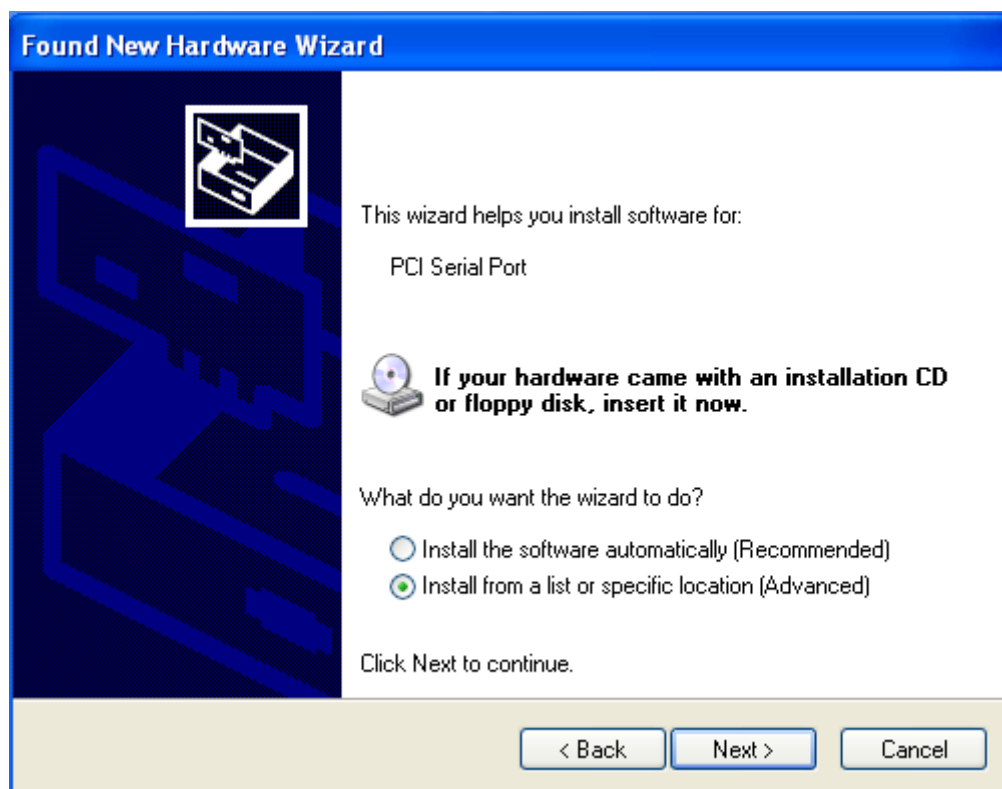 Found New Hardware Wizard
This wizard helps you install software for:
PCI Serial Port
If your hardware came with an installation CD
or floppy disk, insert it now.
What do you want the wizard to do?
Install the software automatically (Recommended)
Install from a list or specific location (Advanced)
Click Next to continue.
< Back
Next >
Cancel